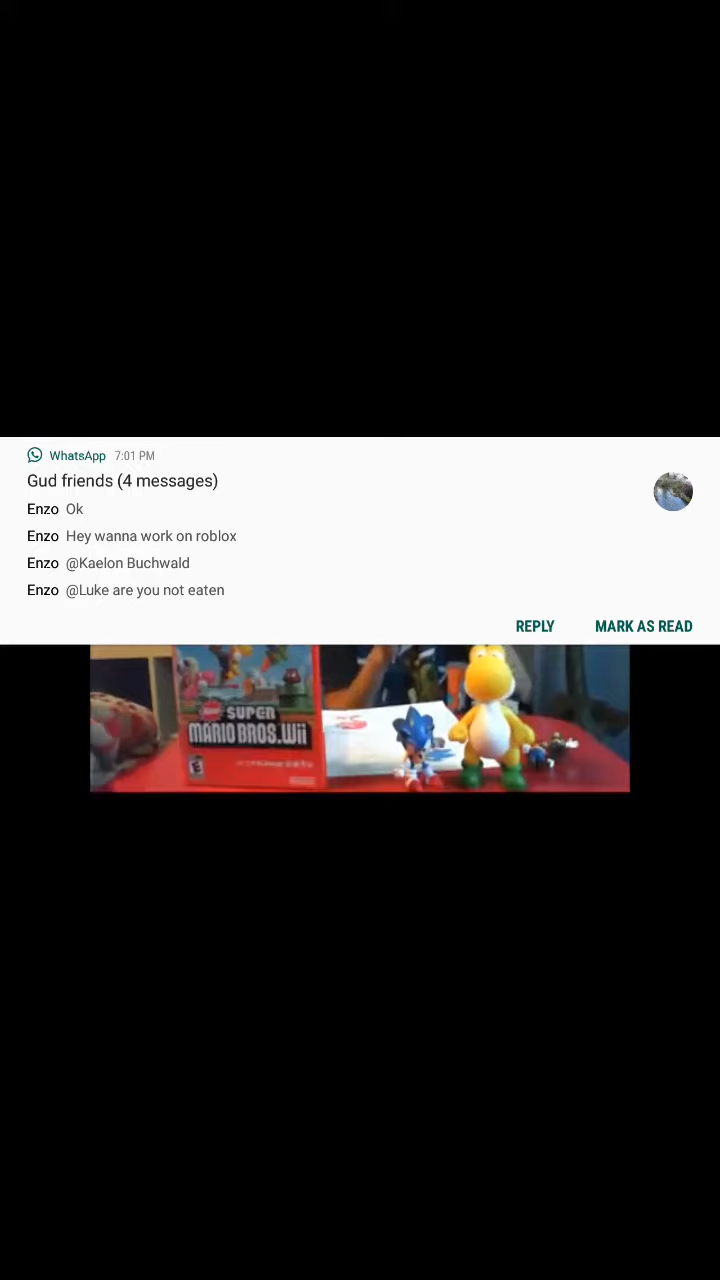 WhatsApp 7:01 PM
Gud friends (4 messages)
Enzo Ok
Enzo Hey wanna work on roblox
Enzo @Kaelon Buchwald
Enzo @Luke are you not eaten
REPLY MARK AS READ
SUPER
MARIO BROS.Wii
E